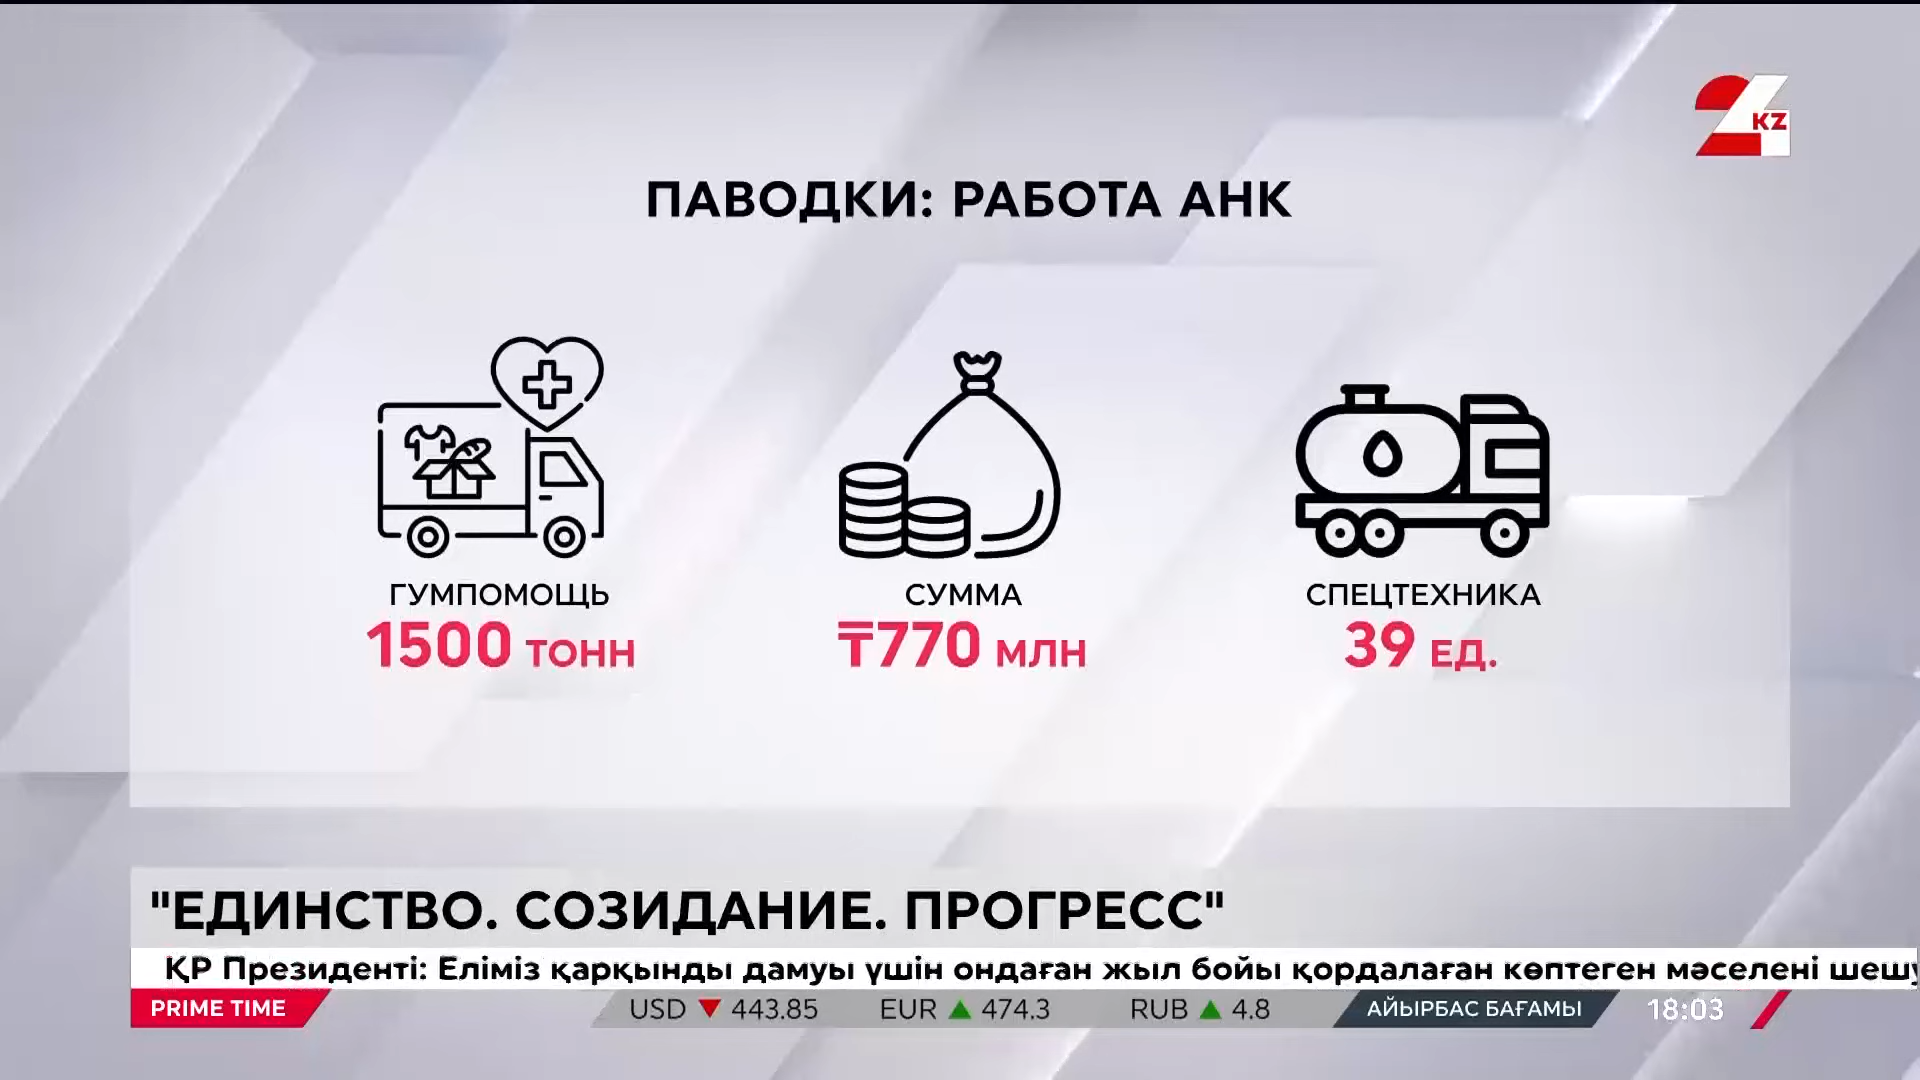 24 KZ
ПАВОДКИ: РАБОТА АНК
ГУМПОМОЩЬ
1500 ТОНН
СУММА
₸770 МЛН
СПЕЦТЕХНИКА
39 ЕД.
"ЕДИНСТВО. СОЗИДАНИЕ. ПРОГРЕСС"
ҚР Президенті: Еліміз қарқынды дамуы үшін ондаған жыл бойы қордалаған көптеген мәселені
PRIME TIME
USD ▼ 443.85 EUR ▲ 474.3 RUB ▲ 4.8
АЙЫРБАС БАҒАМЫ
18:03